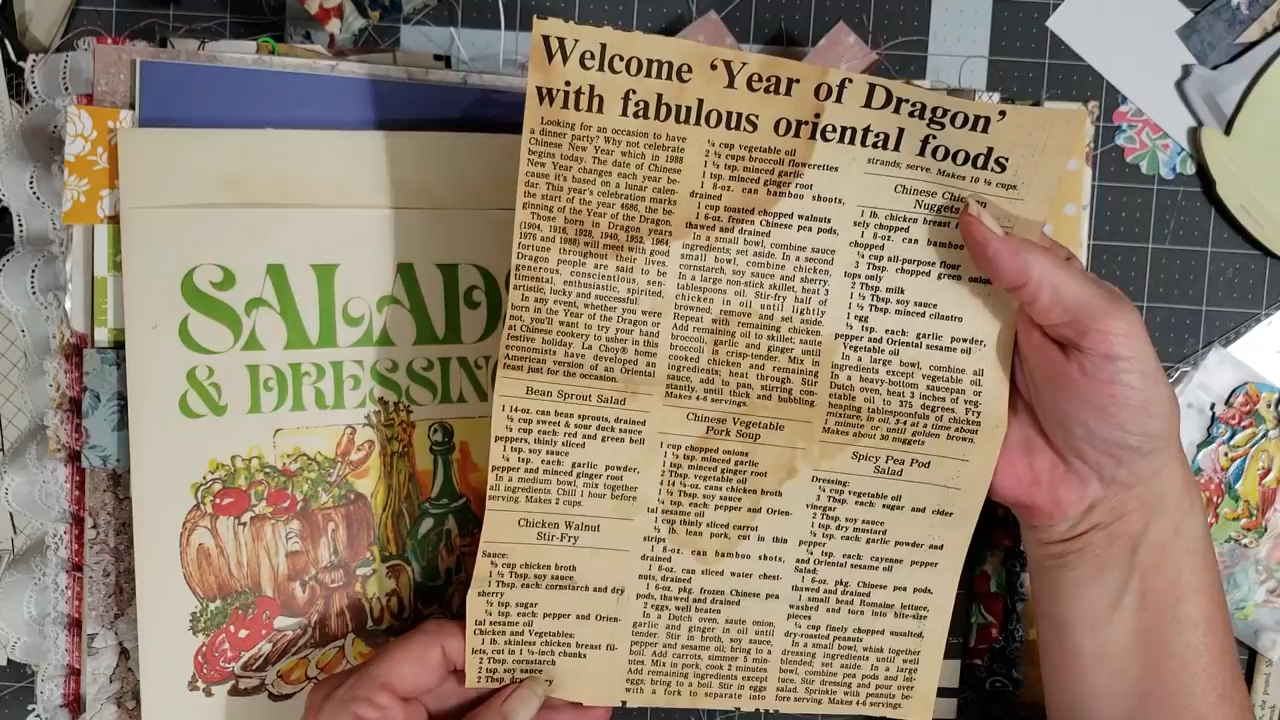 Welcome ‘Year of Dragon’
with fabulous oriental foods
Looking for an occasion to have
a dinner party? Why not celebrate
Chinese New Year which in 1988
begins today. The date of Chinese
New Year changes each year be-
cause it's based on a lunar calen-
dar. This year's celebration marks
the start of the year 4686, the be-
ginning of the Year of the Dragon.
Those born in Dragon years
(1904, 1916, 1928, 1940, 1952, 1964,
1976 and 1988) will meet with good
fortune throughout their lives.
Dragon people are said to be
generous, conscientious, sen-
timental, enthusiastic, spirited,
artistic, lucky and successful.
In any event, whether you were
born in the Year of the Dragon or
not, you'll want to try your hand
at Chinese cookery to usher in this
festive holiday. La Choy® home
economists have developed an
American version of an Oriental
feast just for the occasion.
Bean Sprout Salad
1 14-oz. can bean sprouts, drained
½ cup sweet & sour duck sauce
½ cup each: red and green bell
peppers, thinly sliced
1 tsp. soy sauce
¼ tsp. each: garlic powder,
pepper and minced ginger root
In a medium bowl, mix together
all ingredients. Chill 1 hour before
serving. Makes 2 cups.
Chicken Walnut
Stir-Fry
Sauce:
⅔ cup chicken broth
1 ½ Tbsp. soy sauce
1 Tbsp. each: cornstarch and dry
sherry
½ tsp. sugar
¼ tsp. each: pepper and Orien-
tal sesame oil
Chicken and Vegetables:
1 lb. skinless chicken breast fil-
lets, cut in 1 ½-inch chunks
2 Tbsp. cornstarch
2 tsp. soy sauce
2 Tbsp. dry
¼ cup vegetable oil
2 ½ cups broccoli flowerettes
1 ½ tsp. minced garlic
1 tsp. minced ginger root
1 8-oz. can bamboo shoots,
drained
1 cup toasted chopped walnuts
1 6-oz. frozen Chinese pea pods,
thawed and drained
In a small bowl, combine sauce
ingredients; set aside. In a second
small bowl, combine chicken,
cornstarch, soy sauce and sherry.
In a large non-stick skillet, heat 3
tablespoons oil. Stir-fry half of
chicken in oil until lightly
browned; remove and set aside.
Repeat with remaining chicken.
Add remaining oil to skillet; saute
broccoli, garlic and ginger until
broccoli is crisp-tender. Mix in
cooked chicken and remaining
ingredients; heat through. Stir
sauce, add to pan, stirring con-
stantly, until thick and bubbling.
Makes 4-6 servings.
Chinese Vegetable
Pork Soup
1 cup chopped onions
1 ½ tsp. minced garlic
1 tsp. minced ginger root
2 Tbsp. vegetable oil
4 14 ½-oz. cans chicken broth
1 ½ Tbsp. soy sauce
¼ tsp. each: pepper and Orien-
tal sesame oil
1 cup thinly sliced carrot
½ lb. lean pork, cut in thin
strips
1 8-oz. can bamboo shots,
drained
1 8-oz. can sliced water chest-
nuts, drained
1 6-oz. pkg. frozen Chinese pea
pods, thawed and drained
2 eggs, well beaten
In a Dutch oven, saute onion,
garlic and ginger in oil until
tender. Stir in broth, soy sauce,
pepper and sesame oil; bring to a
boil. Add carrots, simmer 5 min-
utes. Mix in pork, cook 2 minutes.
Add remaining ingredients except
eggs; bring to a boil. Stir in eggs
with a fork to separate into
strands; serve. Makes 10 ½ cups.
Chinese Chicken
Nuggets
1 lb. chicken breast
sely chopped
1 8-oz. can bamboo
chopped
¼ cup all-purpose flour
3 Tbsp. chopped green onion,
tops only
2 Tbsp. milk
1 ½ Tbsp. soy sauce
1 ½ Tbsp. minced cilantro
1 egg
½ tsp. each: garlic powder,
pepper and Oriental sesame oil
Vegetable oil
In a large bowl, combine all
ingredients except vegetable oil.
In a heavy-bottom saucepan or
Dutch oven, heat 3 inches of veg-
etable oil to 375 degrees. Fry
heaping tablespoonfuls of chicken
mixture, in oil, 3-4 at a time about
1 minute or until golden brown.
Makes about 30 nuggets
Spicy Pea Pod
Salad
Dressing:
¼ cup vegetable oil
3 Tbsp. each: sugar and cider
vinegar
2 Tbsp. soy sauce
1 tsp. dry mustard
½ tsp. each: garlic powder and
pepper
¼ tsp. each: cayenne pepper
and Oriental sesame oil
Salad:
1 6-oz. pkg. Chinese pea pods,
thawed and drained
1 small head Romaine lettuce,
washed and torn into bite-size
pieces
¼ cup finely chopped unsalted,
dry-roasted peanuts
In a small bowl, whisk together
dressing ingredients until well
blended; set aside. In a large
bowl, combine pea pods and let-
tuce. Stir dressing and pour over
salad. Sprinkle with peanuts be-
fore serving. Makes 4-6 servings.
SALAD
& DRESSIN